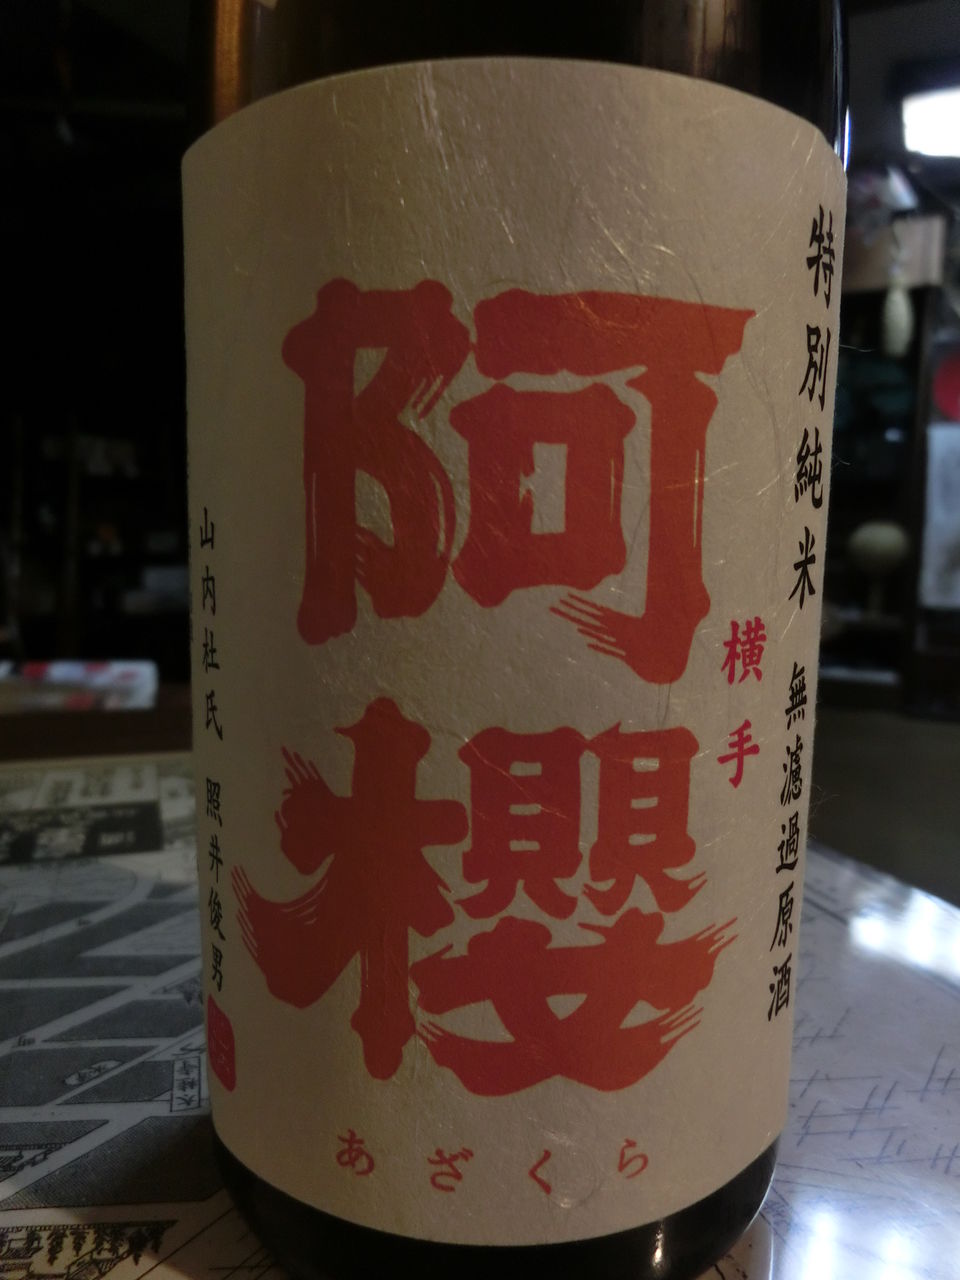 特別純米 無濾過原酒
横手
阿櫻
あざくら
山内杜氏 照井俊男